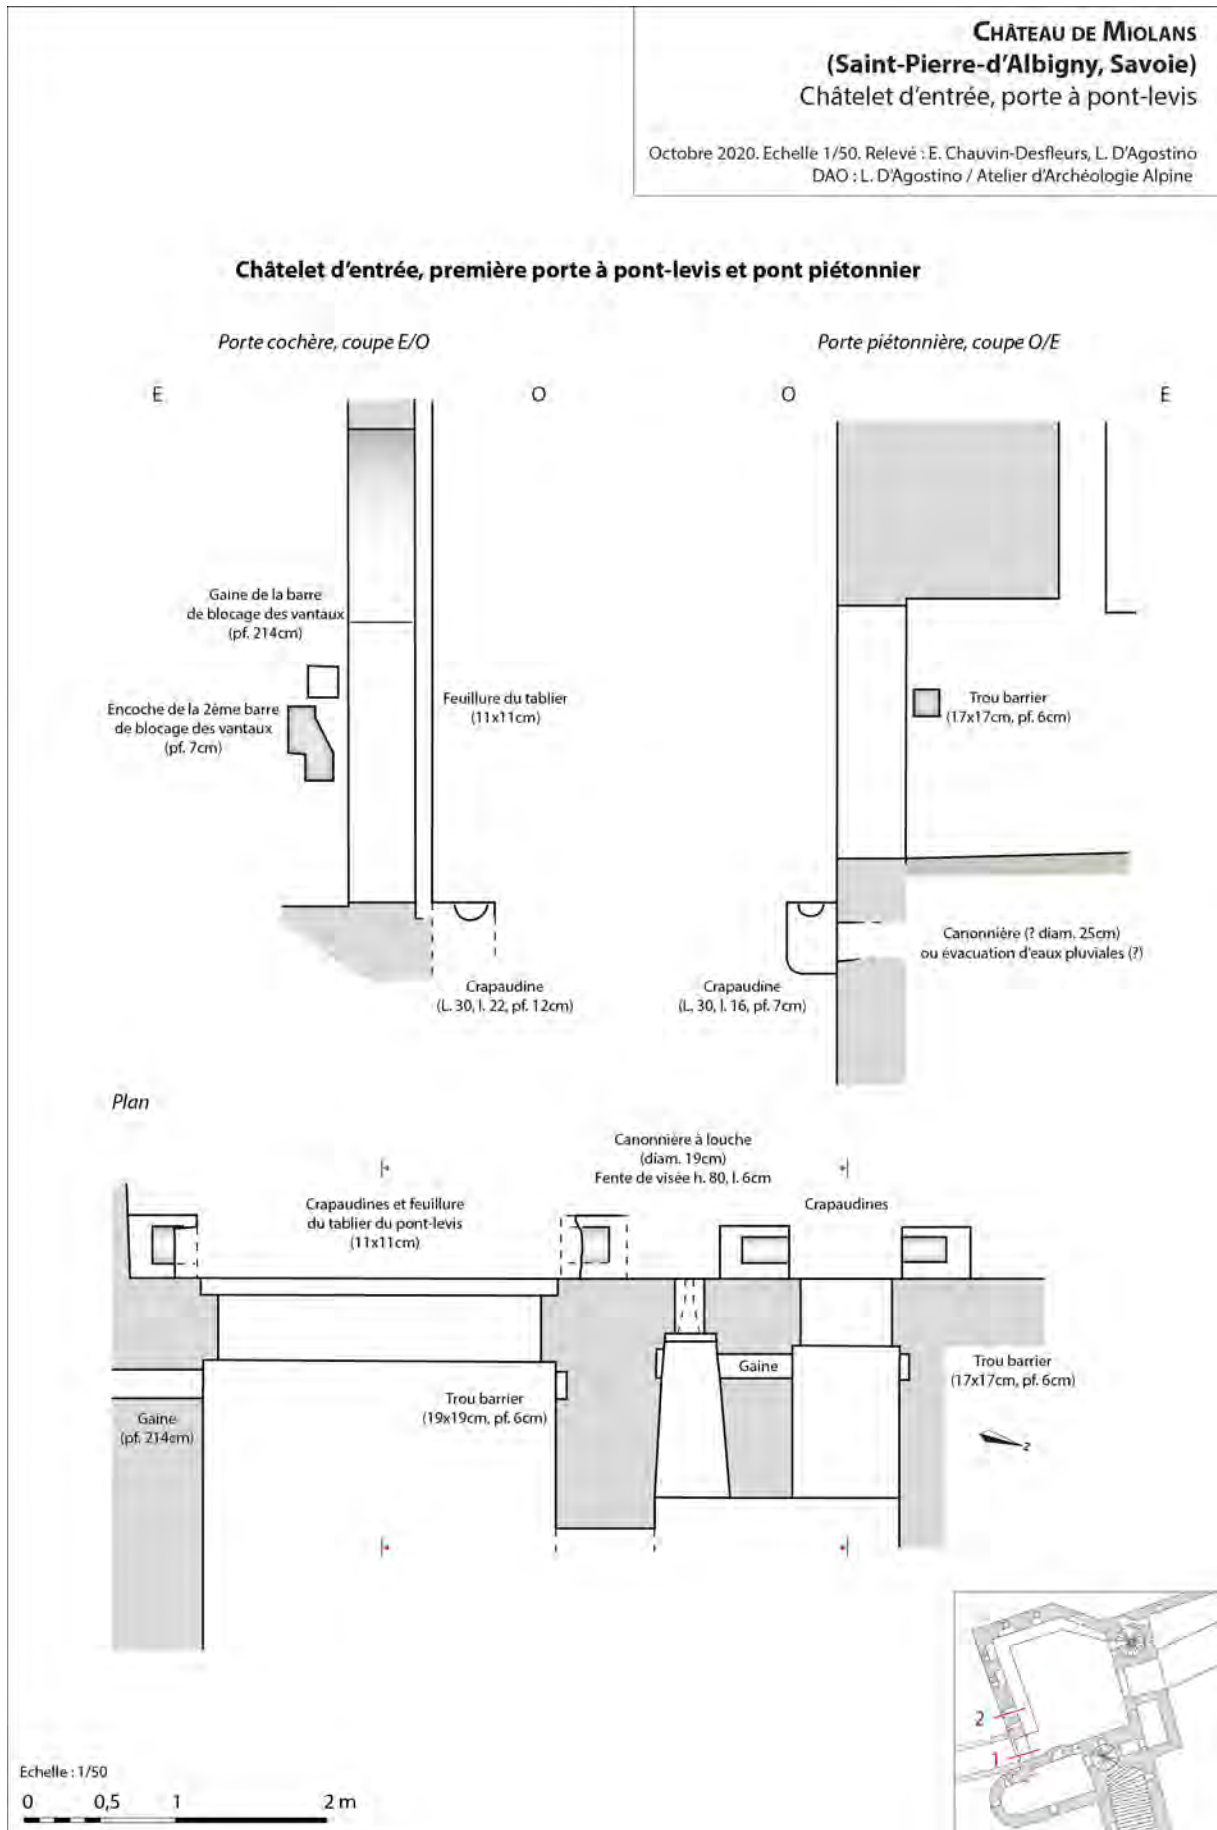 CHÂTEAU DE MIOLANS
(Saint-Pierre-d'Albigny, Savoie)
Châtelet d'entrée, porte à pont-levis
Octobre 2020. Echelle 1/50. Relevé : E. Chauvin-Desfleurs, L. D'Agostino
DAO : L. D'Agostino / Atelier d'Archéologie Alpine
Châtelet d'entrée, première porte à pont-levis et pont piétonnier
Porte cochère, coupe E/O
Porte piétonnière, coupe O/E
E
O
O
E
Gaine de la barre
de blocage des vantaux
(pf. 214cm)
Encoche de la 2ème barre
de blocage des vantaux
(pf. 7cm)
Feuillure du tablier
(11x11cm)
Trou barrier
(17x17cm, pf. 6cm)
Crapaudine
(L. 30, l. 22, pf. 12cm)
Crapaudine
(L. 30, l. 16, pf. 7cm)
Canonnière (? diam. 25cm)
ou évacuation d'eaux pluviales (?)
Plan
Canonnière à louche
(diam. 19cm)
Fente de visée h. 80, l. 6cm
Crapaudines et feuillure
du tablier du pont-levis
(11x11cm)
Crapaudines
Gaine
(pf. 214cm)
Trou barrier
(19x19cm, pf. 6cm)
Gaine
Trou barrier
(17x17cm, pf. 6cm)
N
2
1
Echelle : 1/50
0 0,5 1 2 m